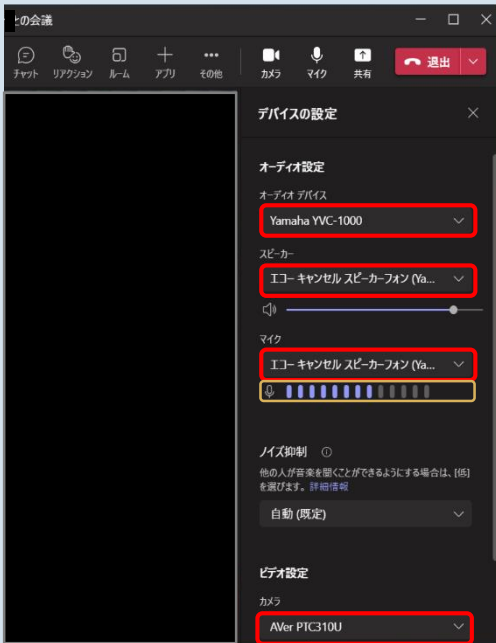 との会議
チャット リアクション ルーム アプリ その他 カメラ マイク 共有 退出
デバイスの設定
オーディオ設定
オーディオ デバイス
Yamaha YVC-1000
スピーカー
エコー キャンセル スピーカーフォン (Ya...
マイク
エコー キャンセル スピーカーフォン (Ya...
ノイズ抑制
他の人が音楽を聞くことができるようにする場合は、[低]
を選びます。詳細情報
自動 (既定)
ビデオ設定
カメラ
AVer PTC310U